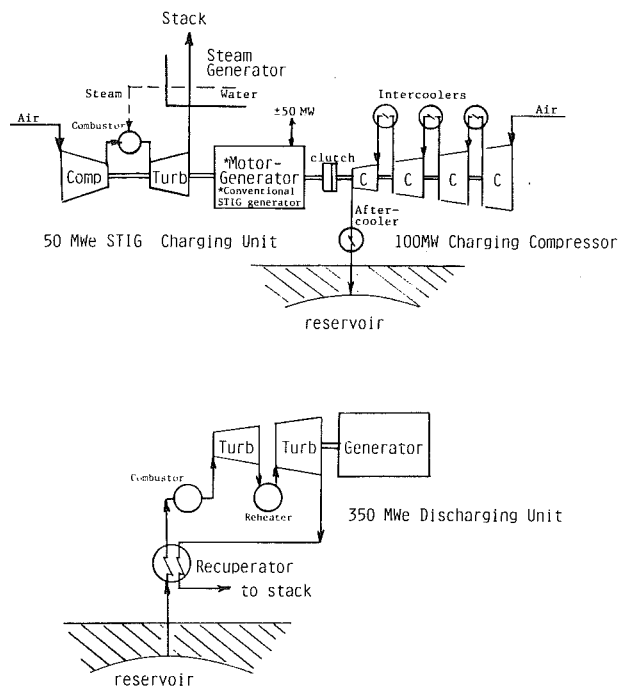 Stack
Steam
Generator
Steam
Water
Intercoolers
±50 MW
Air
Air
Combustor
clutch
Comp
Turb
*Motor-
Generator
*Conventional
STIG generator
C
C
C
C
After-
cooler
50 MWe STIG Charging Unit
100MW Charging Compressor
reservoir
Turb
Turb
Generator
Combustor
Reheater
350 MWe Discharging Unit
Recuperator
to stack
reservoir